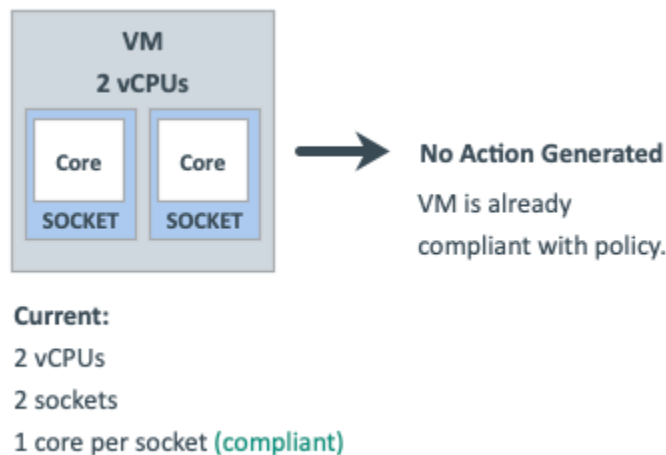 VM
2 vCPUs
Core Core
SOCKET SOCKET
No Action Generated
VM is already
compliant with policy.
Current:
2 vCPUs
2 sockets
1 core per socket (compliant)